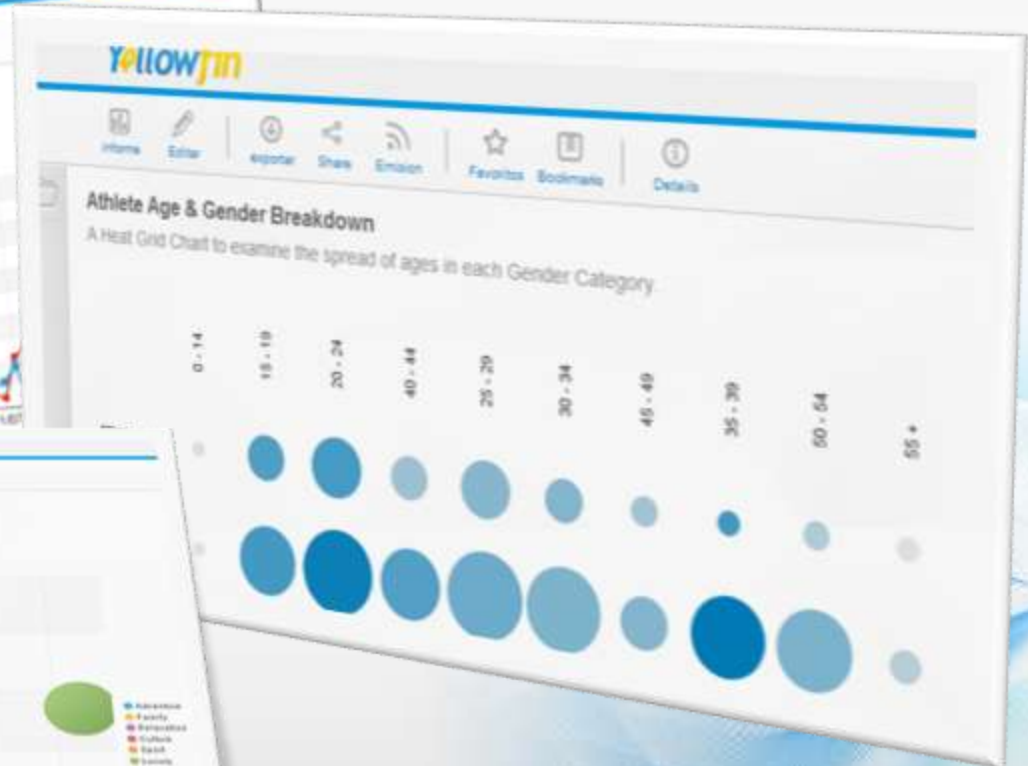 Yellowfin
Informe Editar exportar Share Emision Favoritos Bookmarks Details
Athlete Age & Gender Breakdown
A Heat Grid Chart to examine the spread of ages in each Gender Category
0 - 14 15 - 19 20 - 24 40 - 44 25 - 29 30 - 34 45 - 49 35 - 39 50 - 54 55 +
Adventure
Family
Relaxation
Culture
Sport